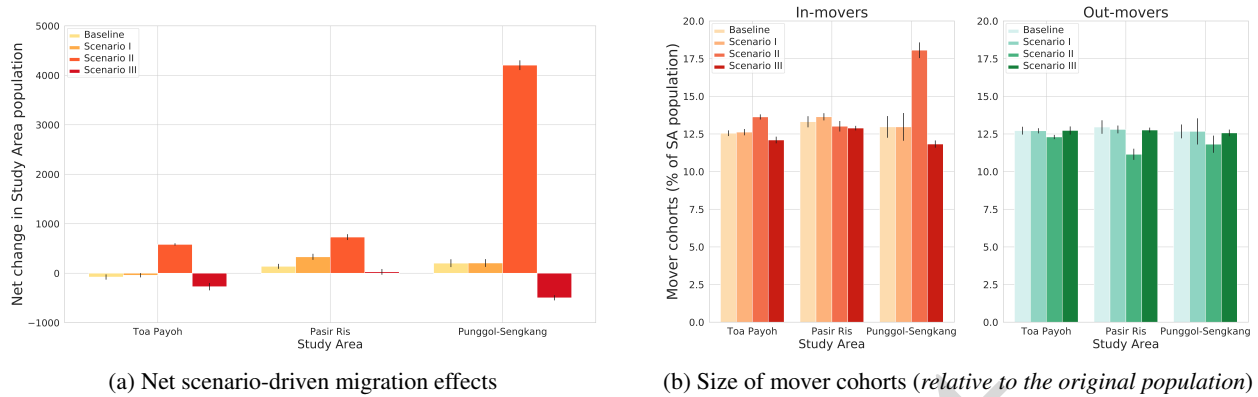 Net change in Study Area population
5000
4000
3000
2000
1000
0
−1000
Baseline
Scenario I
Scenario II
Scenario III
Toa Payoh
Pasir Ris
Punggol-Sengkang
Study Area
(a) Net scenario-driven migration effects
In-movers
Mover cohorts (% of SA population)
20.0
17.5
15.0
12.5
10.0
7.5
5.0
2.5
0.0
Baseline
Scenario I
Scenario II
Scenario III
Toa Payoh
Pasir Ris
Punggol-Sengkang
Study Area
Out-movers
20.0
17.5
15.0
12.5
10.0
7.5
5.0
2.5
0.0
Baseline
Scenario I
Scenario II
Scenario III
Toa Payoh
Pasir Ris
Punggol-Sengkang
Study Area
(b) Size of mover cohorts (relative to the original population)